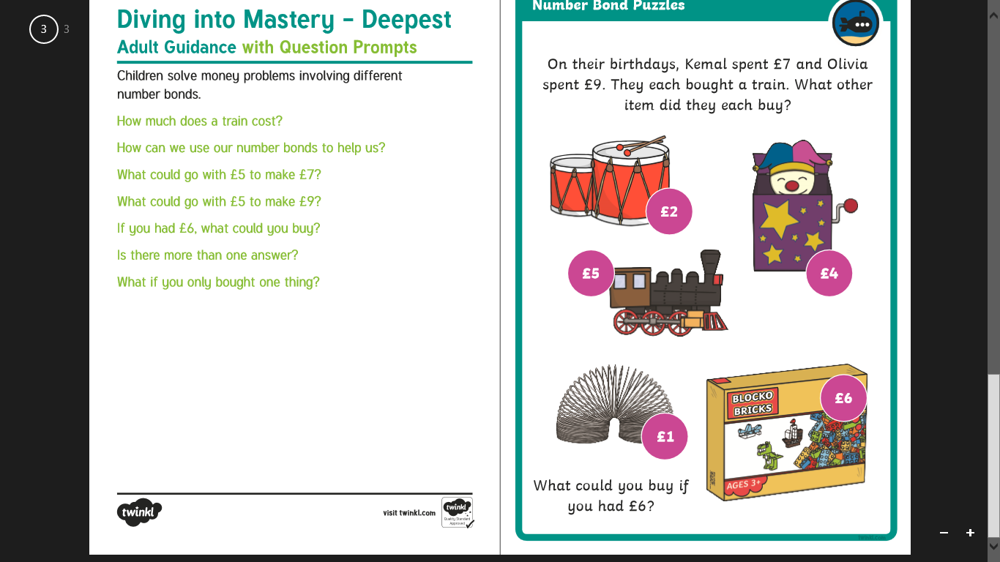 3
3
Diving into Mastery – Deepest
Adult Guidance with Question Prompts
Children solve money problems involving different
number bonds.
How much does a train cost?
How can we use our number bonds to help us?
What could go with £5 to make £7?
What could go with £5 to make £9?
If you had £6, what could you buy?
Is there more than one answer?
What if you only bought one thing?
twinkl
visit twinkl.com
twinkl
Quality Standard
Approved
Number Bond Puzzles
On their birthdays, Kemal spent £7 and Olivia
spent £9. They each bought a train. What other
item did they each buy?
£2
£5
£4
£1
BLOCKO
BRICKS
£6
AGES 3+
What could you buy if
you had £6?
twinkl.com